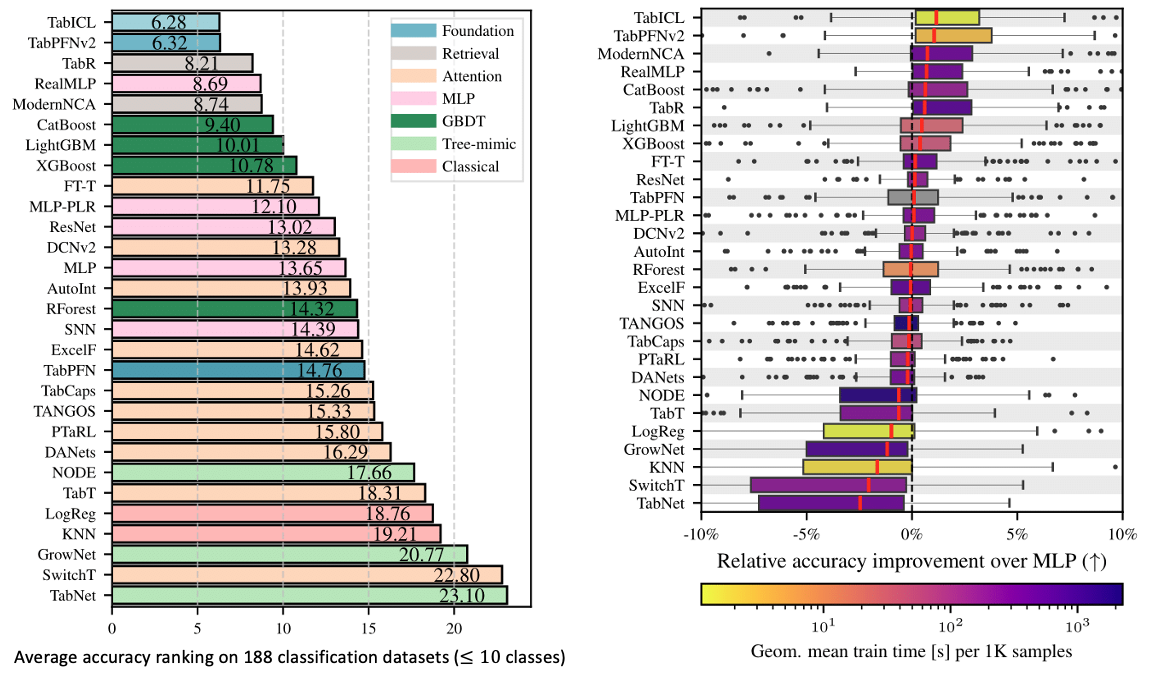 TabICL 6.28
TabPFNv2 6.32
TabR 8.21
RealMLP 8.69
ModernNCA 8.74
CatBoost 9.40
LightGBM 10.01
XGBoost 10.78
FT-T 11.75
MLP-PLR 12.10
ResNet 13.02
DCNv2 13.28
MLP 13.65
AutoInt 13.93
RForest 14.32
SNN 14.39
ExcelF 14.62
TabPFN 14.76
TabCaps 15.26
TANGOS 15.33
PTaRL 15.80
DANets 16.29
NODE 17.66
TabT 18.31
LogReg 18.76
KNN 19.21
GrowNet 20.77
SwitchT 22.80
TabNet 23.10
0 5 10 15 20
Average accuracy ranking on 188 classification datasets (≤ 10 classes)
Foundation
Retrieval
Attention
MLP
GBDT
Tree-mimic
Classical
TabICL
TabPFNv2
ModernNCA
RealMLP
CatBoost
TabR
LightGBM
XGBoost
FT-T
ResNet
TabPFN
MLP-PLR
DCNv2
AutoInt
RForest
ExcelF
SNN
TANGOS
TabCaps
PTaRL
DANets
NODE
TabT
LogReg
GrowNet
KNN
SwitchT
TabNet
-10% -5% 0% 5% 10%
Relative accuracy improvement over MLP (↑)
10¹ 10² 10³
Geom. mean train time [s] per 1K samples